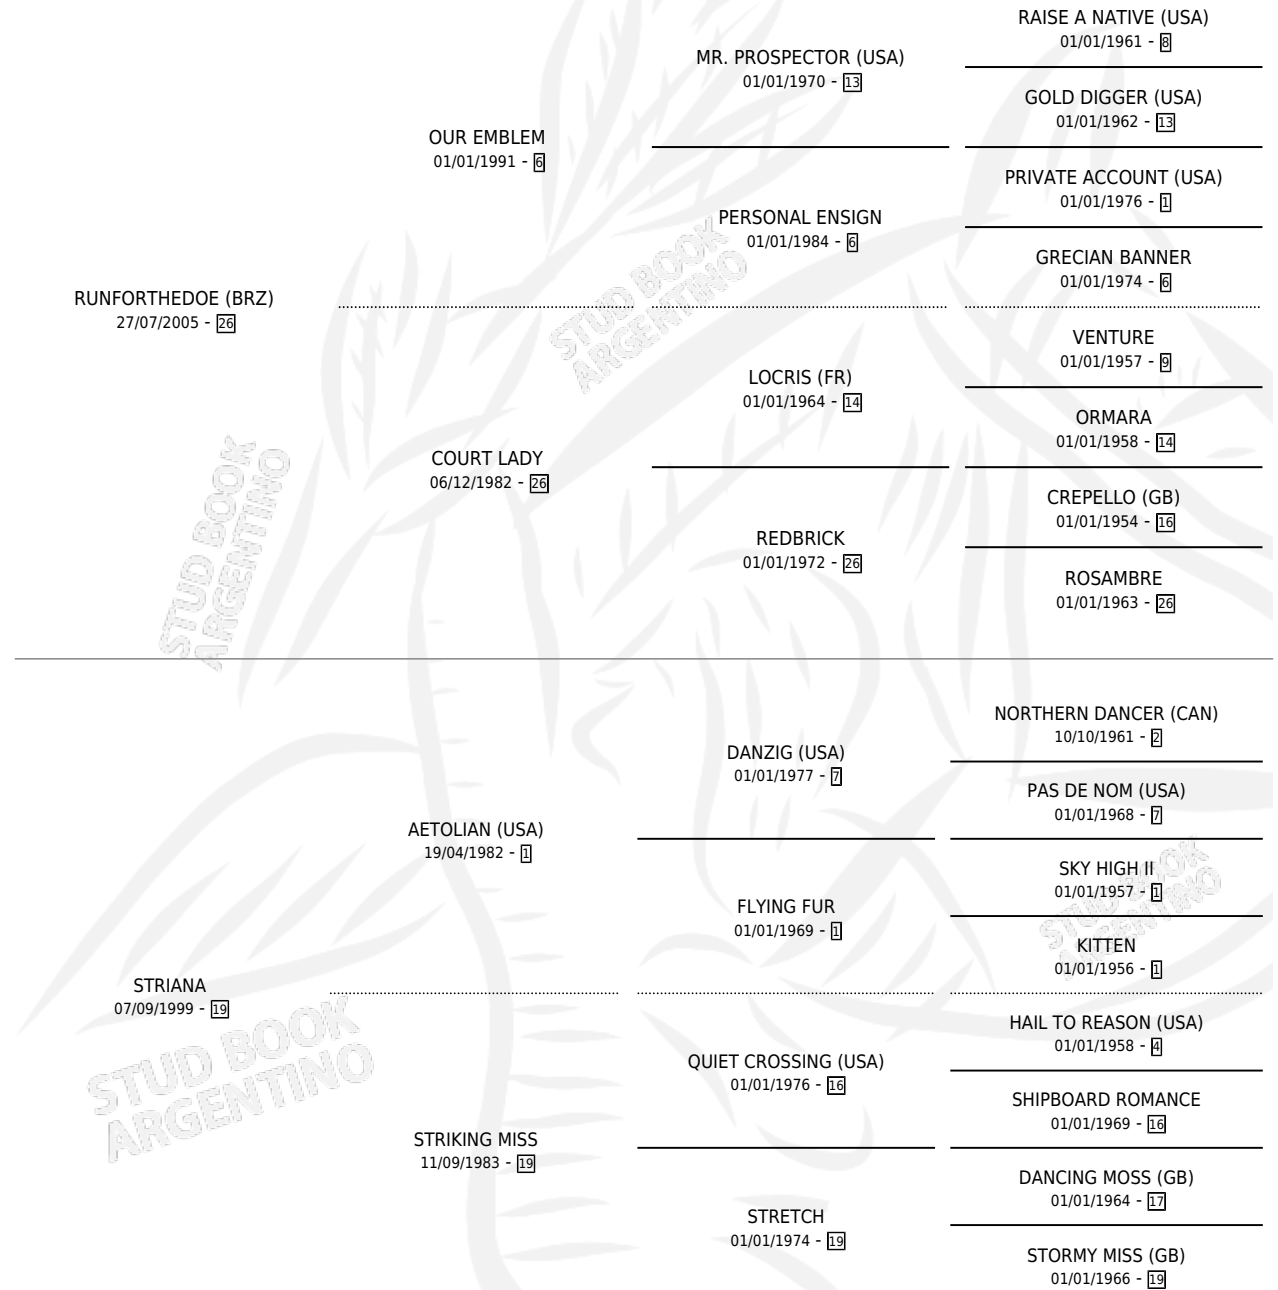 RAISE A NATIVE (USA)
01/01/1961 - 8
MR. PROSPECTOR (USA)
01/01/1970 - 13
GOLD DIGGER (USA)
01/01/1962 - 13
OUR EMBLEM
01/01/1991 - 6
PRIVATE ACCOUNT (USA)
01/01/1976 - 1
PERSONAL ENSIGN
01/01/1984 - 6
GRECIAN BANNER
01/01/1974 - 6
RUNFORTHEDOE (BRZ)
27/07/2005 - 26
STUD BOOK
ARGENTINO
VENTURE
01/01/1957 - 9
LOCRIS (FR)
01/01/1964 - 14
ORMARA
01/01/1958 - 14
COURT LADY
06/12/1982 - 26
CREPELLO (GB)
01/01/1954 - 16
REDBRICK
01/01/1972 - 26
ROSAMBRE
01/01/1963 - 26
STUD BOOK
ARGENTINO
NORTHERN DANCER (CAN)
10/10/1961 - 2
DANZIG (USA)
01/01/1977 - 7
PAS DE NOM (USA)
01/01/1968 - 7
AETOLIAN (USA)
19/04/1982 - 1
SKY HIGH II
01/01/1957 - 1
FLYING FUR
01/01/1969 - 1
STUD BOOK
ARGENTINO
KITTEN
01/01/1956 - 1
STRIANA
07/09/1999 - 19
HAIL TO REASON (USA)
01/01/1958 - 4
QUIET CROSSING (USA)
01/01/1976 - 16
STUD BOOK
ARGENTINO
SHIPBOARD ROMANCE
01/01/1969 - 16
STRIKING MISS
11/09/1983 - 19
DANCING MOSS (GB)
01/01/1964 - 17
STRETCH
01/01/1974 - 19
STORMY MISS (GB)
01/01/1966 - 19